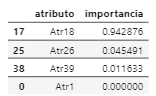 atributo importancia
17 Atr18 0.942876
25 Atr26 0.045491
38 Atr39 0.011633
0 Atr1 0.000000